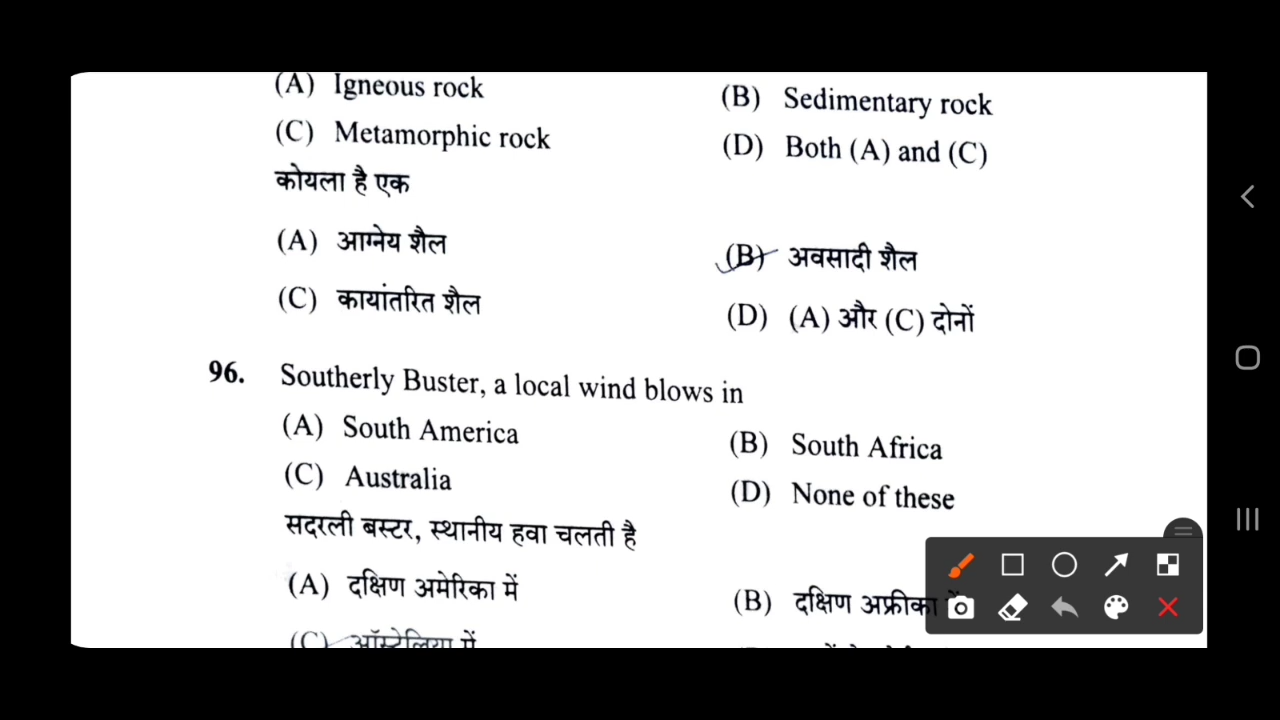 (A) Igneous rock
(B) Sedimentary rock
(C) Metamorphic rock
(D) Both (A) and (C)
कोयला है एक
(A) आग्नेय शैल
(B) अवसादी शैल
(C) कायांतरित शैल
(D) (A) और (C) दोनों
96. Southerly Buster, a local wind blows in
(A) South America
(B) South Africa
(C) Australia
(D) None of these
सदरली बस्टर, स्थानीय हवा चलती है
(A) दक्षिण अमेरिका में
(B) दक्षिण अफ्रीका
(C) ऑस्ट्रेलिया में